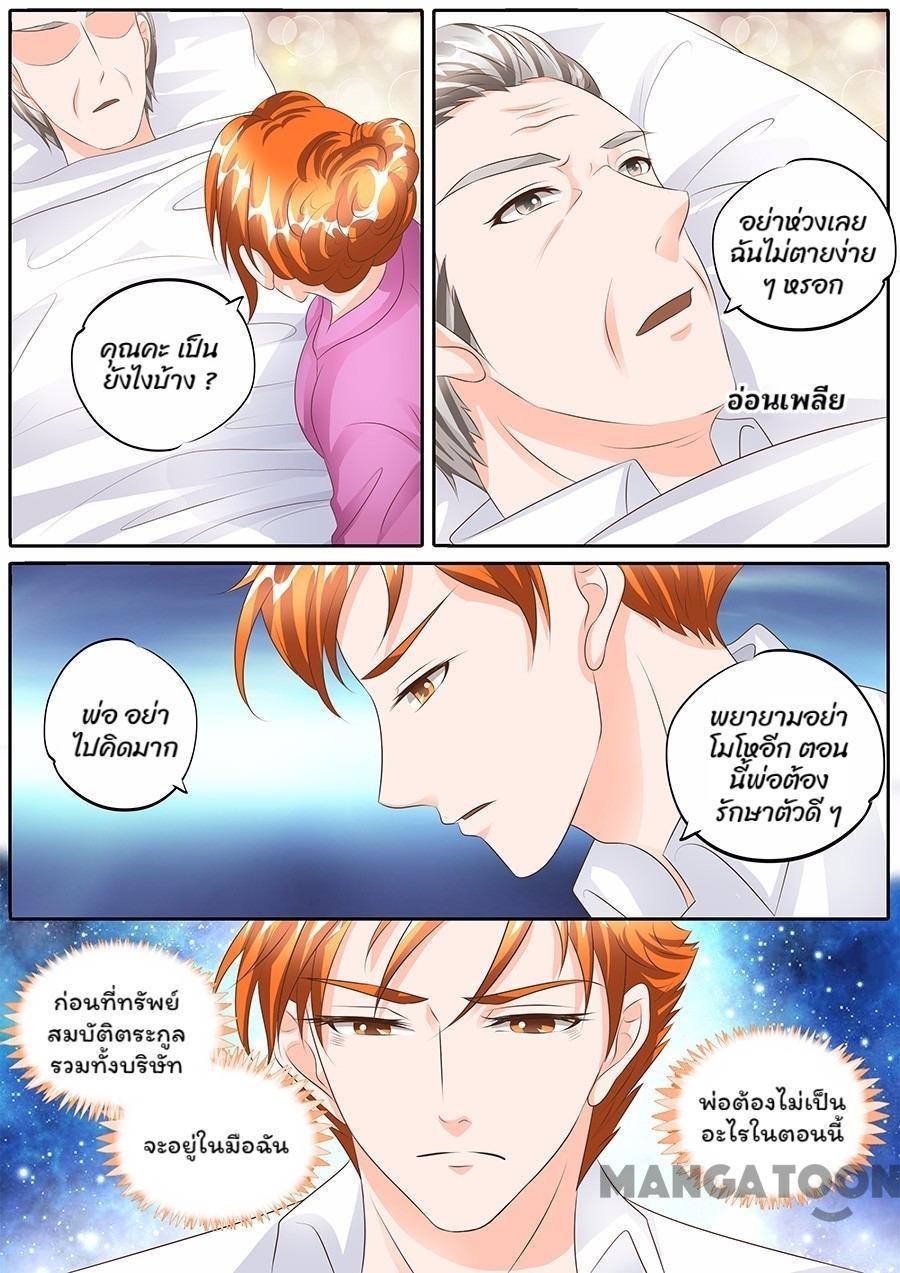 คุณคะ เป็น
ยังไงบ้าง ?
อย่าห่วงเลย
ฉันไม่ตายง่าย
ๆ หรอก
อ่อนเพลีย
พ่อ อย่า
ไปคิดมาก
พยายามอย่า
โมโหอีก ตอน
นี้พ่อต้อง
รักษาตัวดี ๆ
ก่อนที่ทรัพย์
สมบัติตระกูล
รวมทั้งบริษัท
จะอยู่ในมือฉัน
พ่อต้องไม่เป็น
อะไรในตอนนี้
MANGATOON